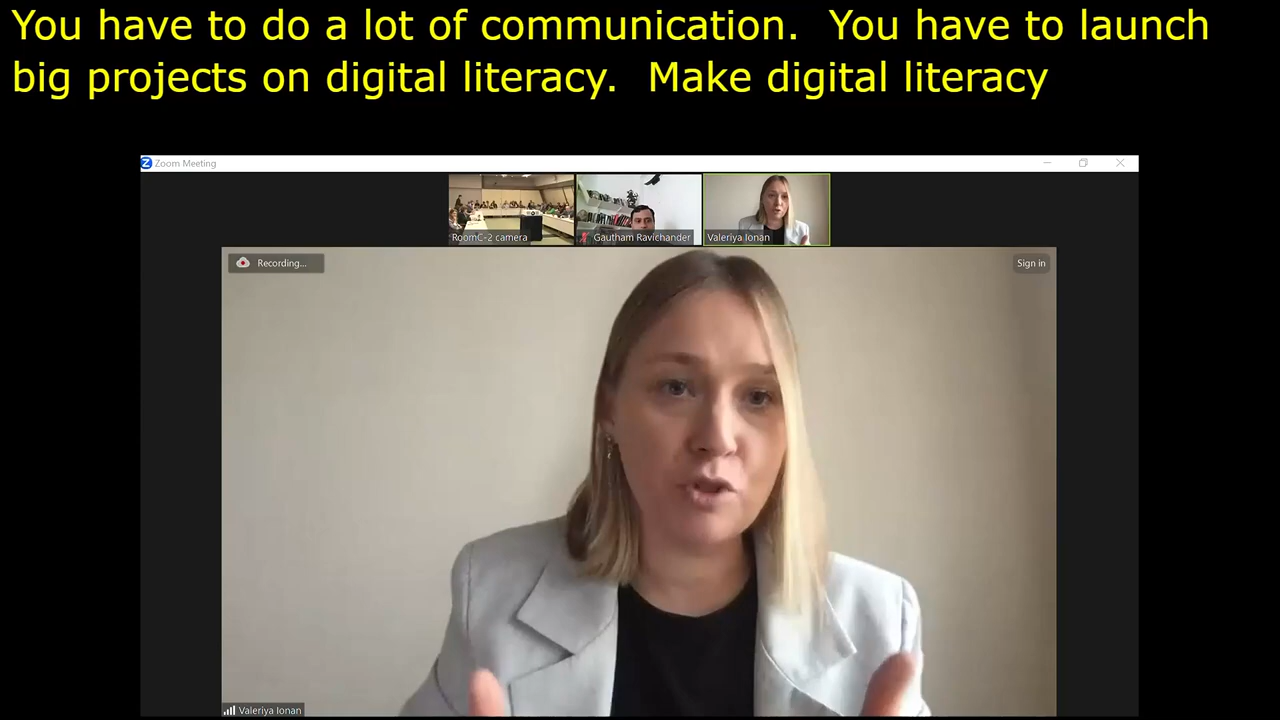 You have to do a lot of communication.  You have to launch
big projects on digital literacy.  Make digital literacy
Zoom Meeting
RoomC-2 camera
Gautham Ravichander
Valeriya Ionan
Recording...
Sign in
Valeriya Ionan